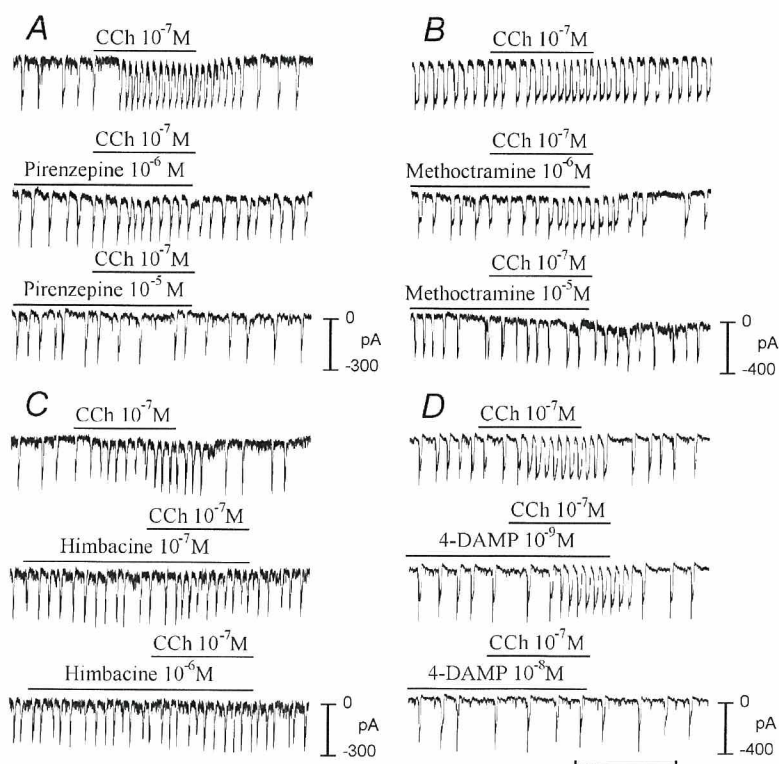 A
CCh 10⁻⁷M
CCh 10⁻⁷M
Pirenzepine 10⁻⁶ M
CCh 10⁻⁷M
Pirenzepine 10⁻⁵ M
0
pA
-300
B
CCh 10⁻⁷M
CCh 10⁻⁷M
Methoctramine 10⁻⁶M
CCh 10⁻⁷M
Methoctramine 10⁻⁵M
0
pA
-400
C
CCh 10⁻⁷M
CCh 10⁻⁷M
Himbacine 10⁻⁷M
CCh 10⁻⁷M
Himbacine 10⁻⁶M
0
pA
-300
D
CCh 10⁻⁷M
CCh 10⁻⁷M
4-DAMP 10⁻⁹M
CCh 10⁻⁷M
4-DAMP 10⁻⁸M
0
pA
-400